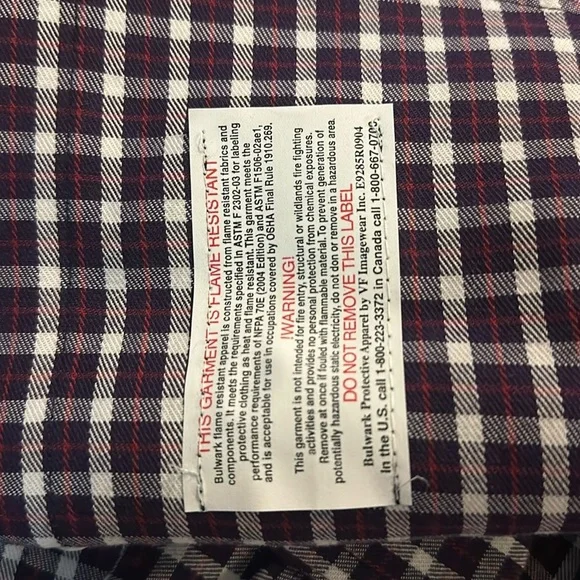 THIS GARMENT IS FLAME RESISTANT
Bulwark flame resistant apparel is constructed from flame resistant fabrics and
components. It meets the requirements specified in ASTM F 2302-03 for labeling
protective clothing as heat and flame resistant. This garment meets the
performance requirements of NFPA 70E (2004 Edition) and ASTM F1506-02ae1,
and is acceptable for use in occupations covered by OSHA Final Rule 1910.269.
!WARNING!
This garment is not intended for fire entry, structural or wildlands fire fighting
activities and provides no personal protection from chemical exposures.
Remove at once if fouled with flammable material. To prevent generation of
potentially hazardous static electricity, do not don or remove in a hazardous area.
DO NOT REMOVE THIS LABEL
Bulwark Protective Apparel by VF Imagewear Inc. E9285R0904
In the U.S. call 1-800-223-3372 in Canada call 1-800-667-070